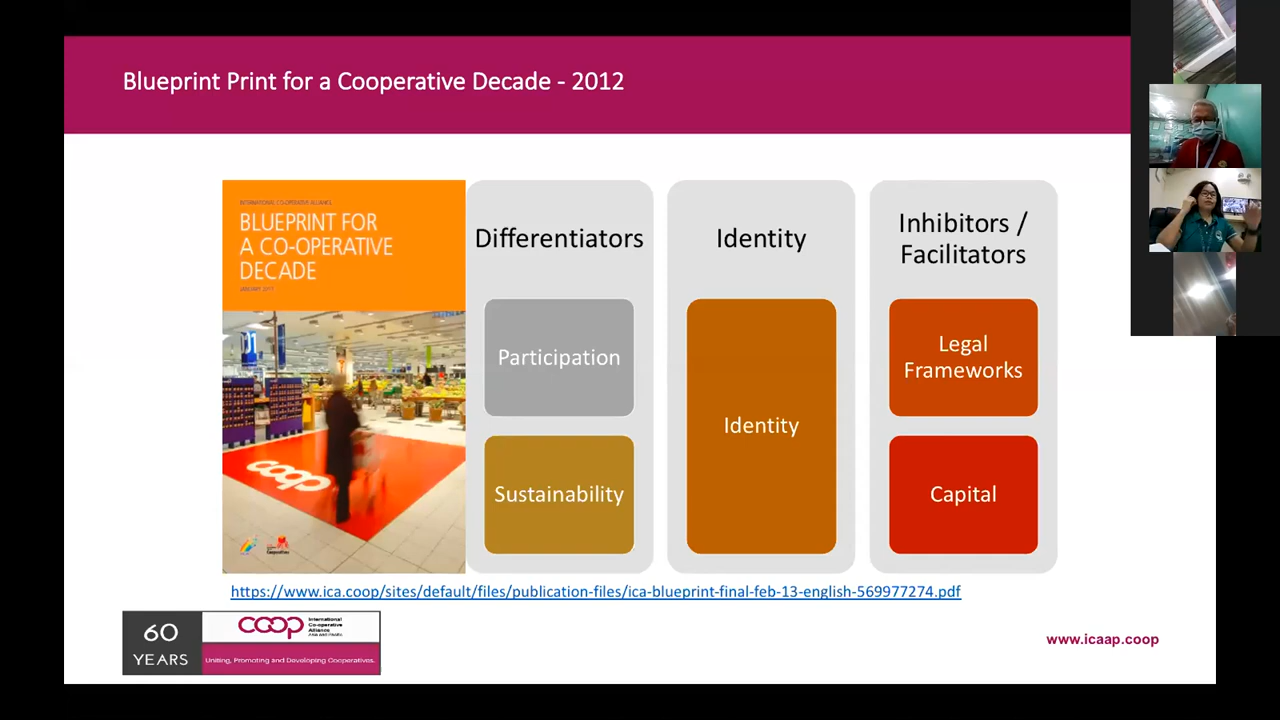 Blueprint Print for a Cooperative Decade - 2012
INTERNATIONAL CO-OPERATIVE ALLIANCE
BLUEPRINT FOR
A CO-OPERATIVE
DECADE
coop
Differentiators
Participation
Sustainability
Identity
Identity
Inhibitors /
Facilitators
Legal
Frameworks
Capital
https://www.ica.coop/sites/default/files/publication-files/ica-blueprint-final-feb-13-english-569977274.pdf
60
YEARS
coop
International
Co-operative
Alliance
Asia and Pacific
Uniting, Promoting and Developing Cooperatives.
www.icaap.coop